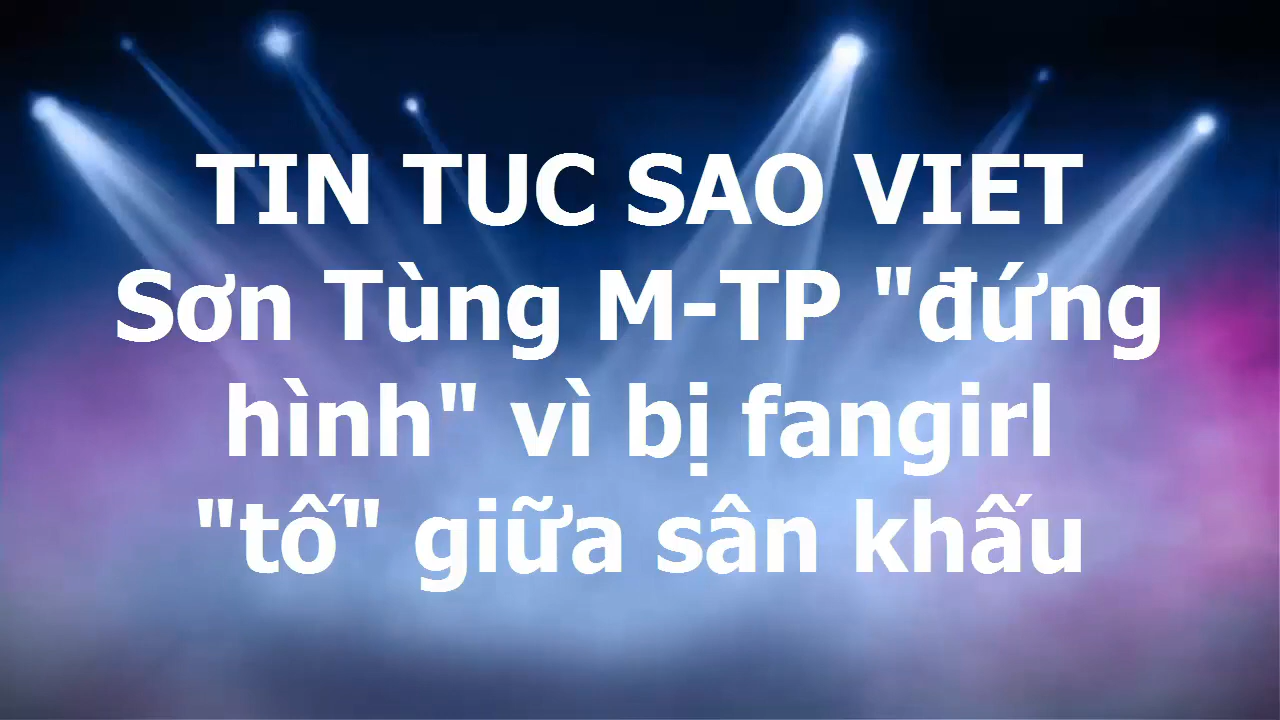 TIN TUC SAO VIET
Sơn Tùng M-TP "đứng
hình" vì bị fangirl
"tố" giữa sân khấu